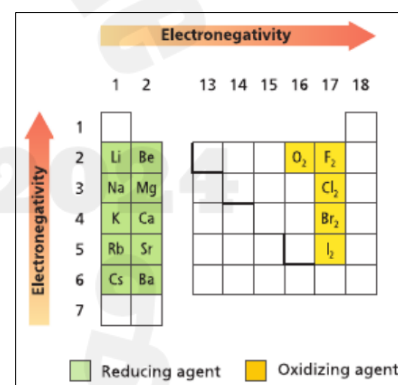 Electronegativity
1 2 13 14 15 16 17 18
1
2 Li Be O₂ F₂
3 Na Mg Cl₂
4 K Ca Br₂
5 Rb Sr I₂
6 Cs Ba
7
Electronegativity
Reducing agent Oxidizing agent
2024